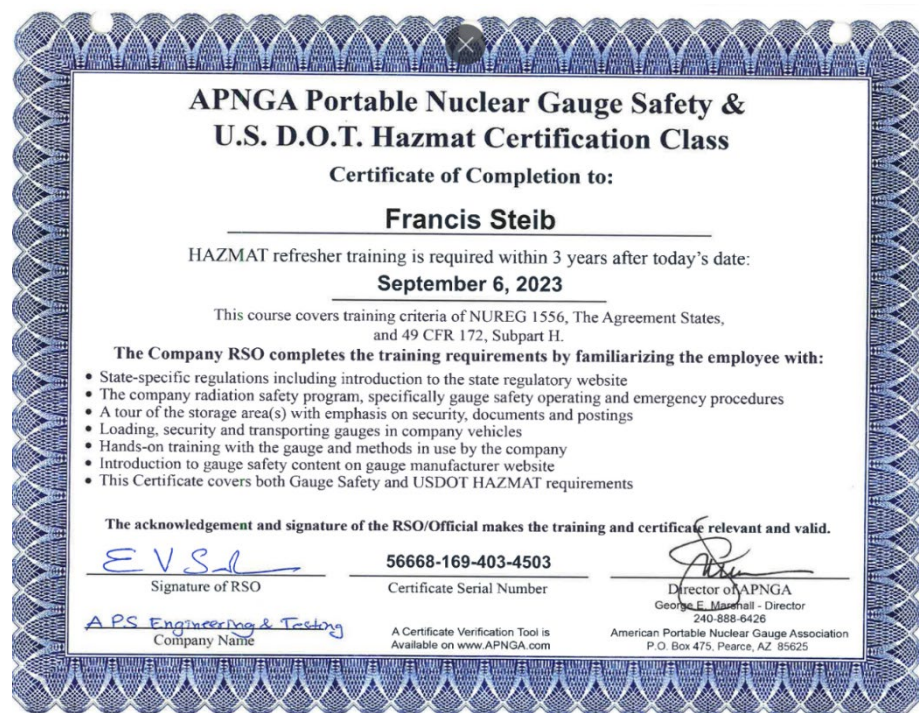 APNGA Portable Nuclear Gauge Safety &
U.S. D.O.T. Hazmat Certification Class
Certificate of Completion to:
Francis Steib
HAZMAT refresher training is required within 3 years after today's date:
September 6, 2023
This course covers training criteria of NUREG 1556, The Agreement States,
and 49 CFR 172, Subpart H.
The Company RSO completes the training requirements by familiarizing the employee with:
• State-specific regulations including introduction to the state regulatory website
• The company radiation safety program, specifically gauge safety operating and emergency procedures
• A tour of the storage area(s) with emphasis on security, documents and postings
• Loading, security and transporting gauges in company vehicles
• Hands-on training with the gauge and methods in use by the company
• Introduction to gauge safety content on gauge manufacturer website
• This Certificate covers both Gauge Safety and USDOT HAZMAT requirements
The acknowledgement and signature of the RSO/Official makes the training and certificate relevant and valid.
Signature of RSO
A P S Engineering & Testing
Company Name
56668-169-403-4503
Certificate Serial Number
A Certificate Verification Tool is
Available on www.APNGA.com
Director of APNGA
George E. Marshall - Director
240-888-6426
American Portable Nuclear Gauge Association
P.O. Box 475, Pearce, AZ 85625